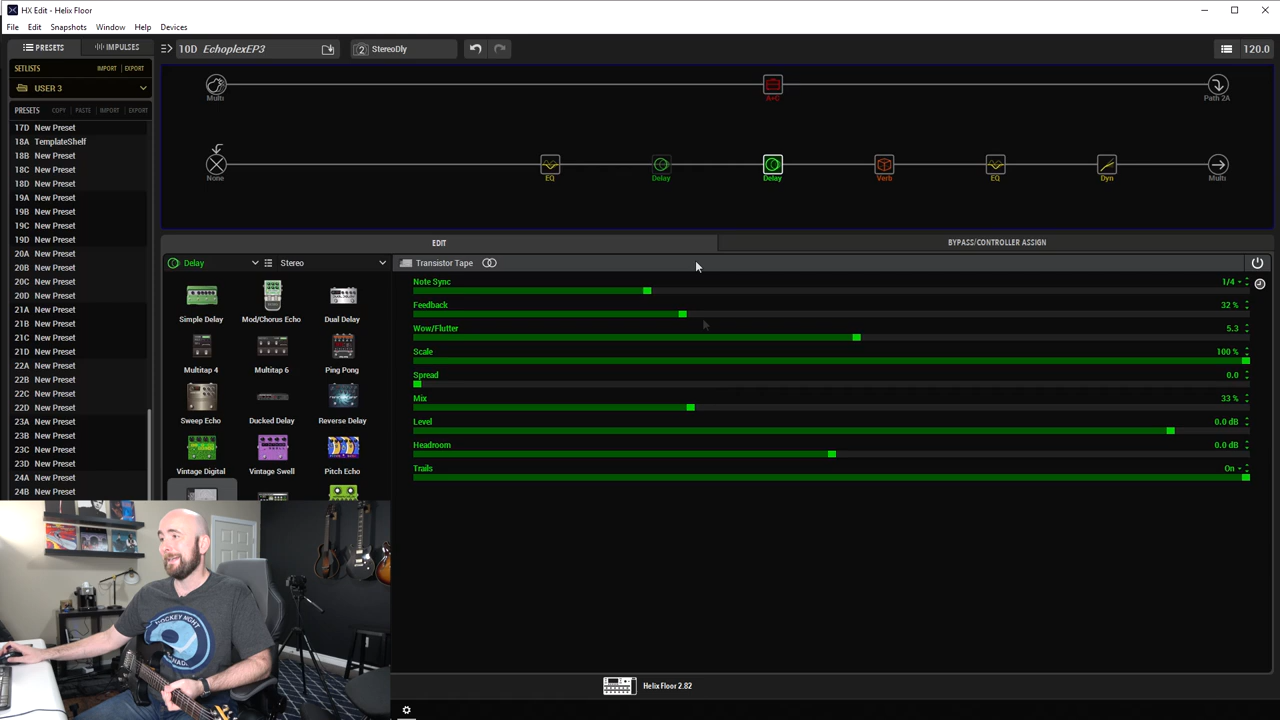 HX Edit - Helix Floor
File Edit Snapshots Window Help Devices
PRESETS IMPULSES
10D EchoplexEP3
2 StereoDly
120.0
SETLISTS IMPORT EXPORT
USER 3
PRESETS COPY PASTE IMPORT EXPORT
17D New Preset
18A TemplateShelf
18B New Preset
18C New Preset
18D New Preset
19A New Preset
19B New Preset
19C New Preset
19D New Preset
20A New Preset
20B New Preset
20C New Preset
20D New Preset
21A New Preset
21B New Preset
21C New Preset
21D New Preset
22A New Preset
22B New Preset
22C New Preset
22D New Preset
23A New Preset
23B New Preset
23C New Preset
23D New Preset
24A New Preset
24B New Preset
Multi A+C Path 2A
None EQ Delay Delay Verb EQ Dyn Multi
EDIT BYPASS/CONTROLLER ASSIGN
Delay Stereo
Simple Delay Mod/Chorus Echo Dual Delay
Multitap 4 Multitap 6 Ping Pong
Sweep Echo Ducked Delay Reverse Delay
Vintage Digital Vintage Swell Pitch Echo
Transistor Tape
Note Sync 1/4
Feedback 32 %
Wow/Flutter 5.3
Scale 100 %
Spread 0.0
Mix 33 %
Level 0.0 dB
Headroom 0.0 dB
Trails On
Helix Floor 2.82